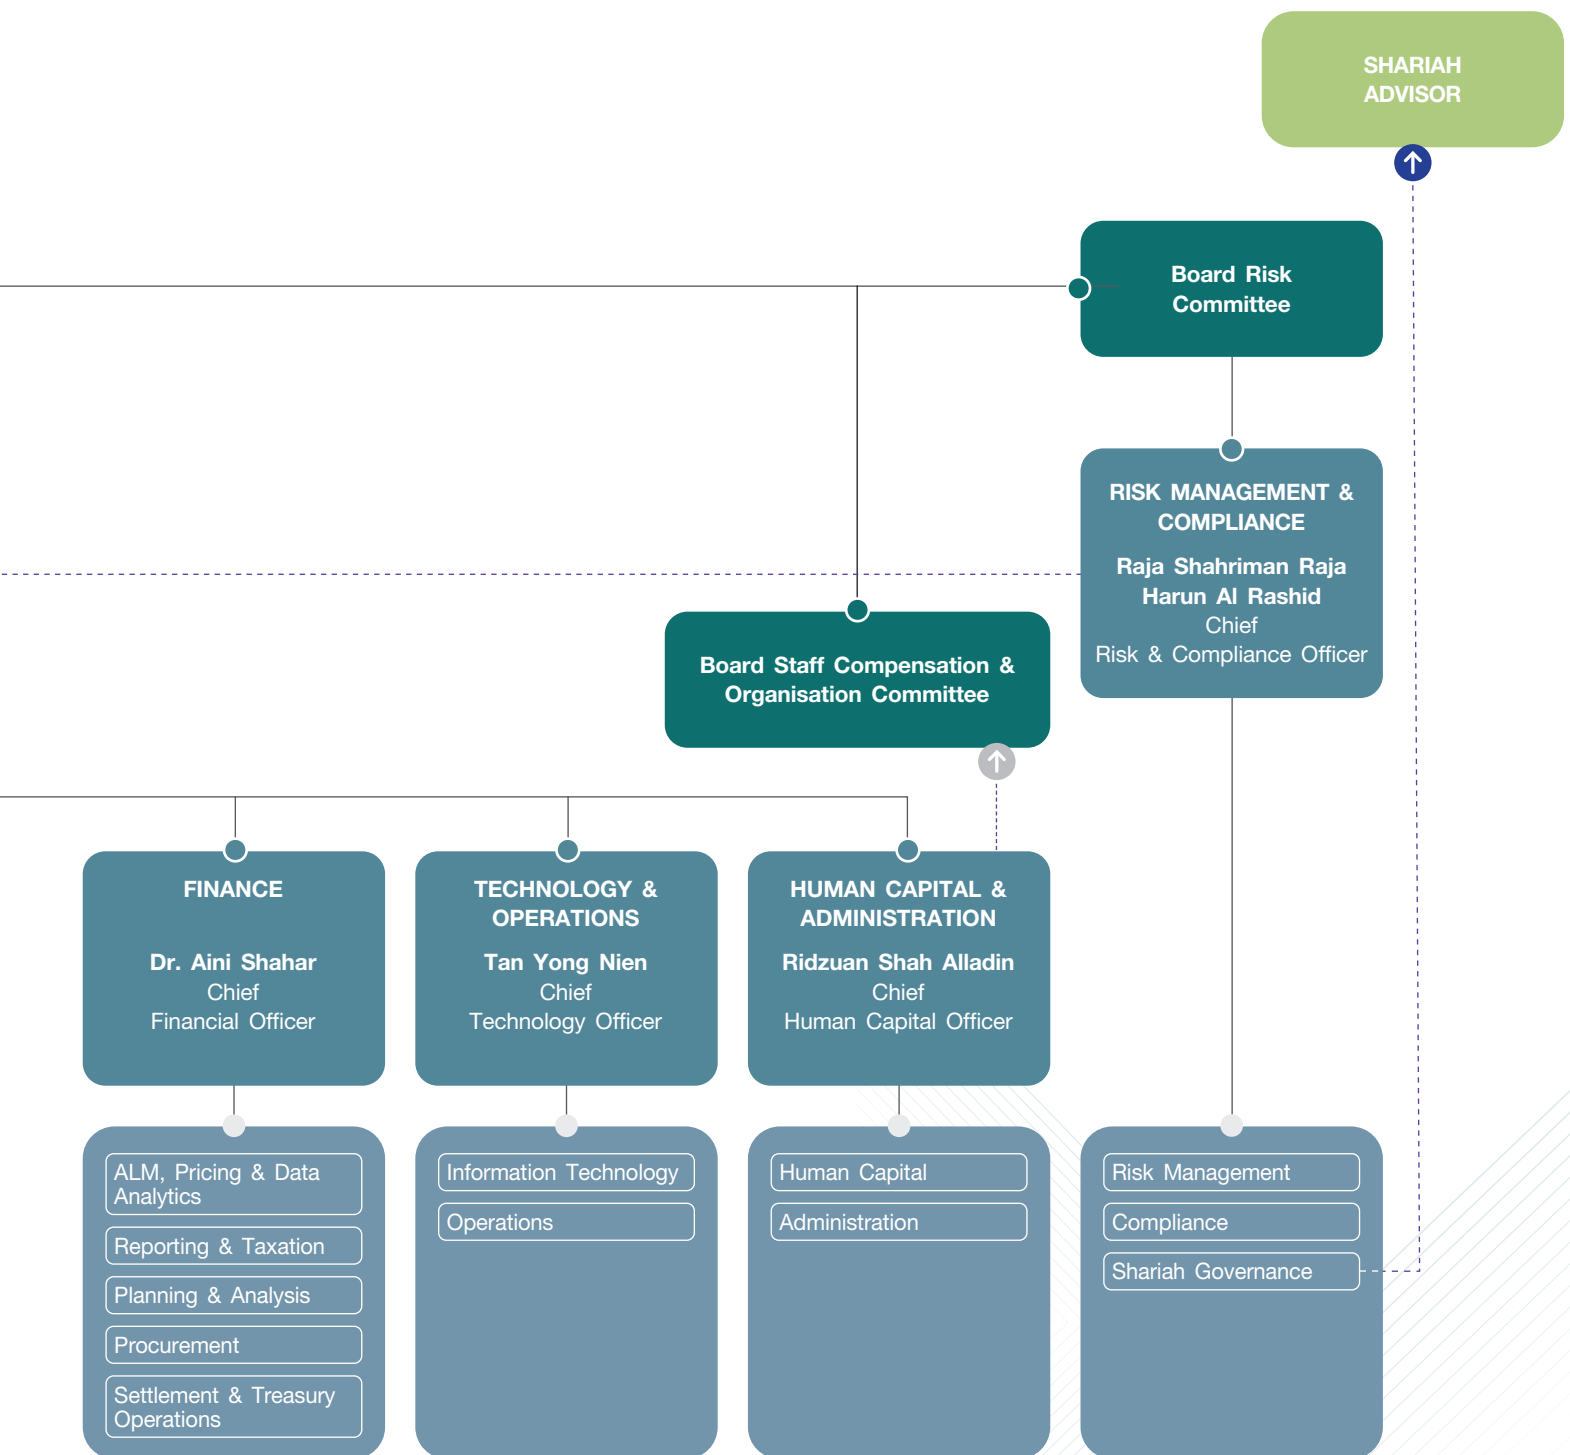 SHARIAH
ADVISOR
Board Risk
Committee
RISK MANAGEMENT &
COMPLIANCE
Raja Shahriman Raja
Harun Al Rashid
Chief
Risk & Compliance Officer
Board Staff Compensation &
Organisation Committee
FINANCE
Dr. Aini Shahar
Chief
Financial Officer
TECHNOLOGY &
OPERATIONS
Tan Yong Nien
Chief
Technology Officer
HUMAN CAPITAL &
ADMINISTRATION
Ridzuan Shah Alladin
Chief
Human Capital Officer
ALM, Pricing & Data
Analytics
Reporting & Taxation
Planning & Analysis
Procurement
Settlement & Treasury
Operations
Information Technology
Operations
Human Capital
Administration
Risk Management
Compliance
Shariah Governance